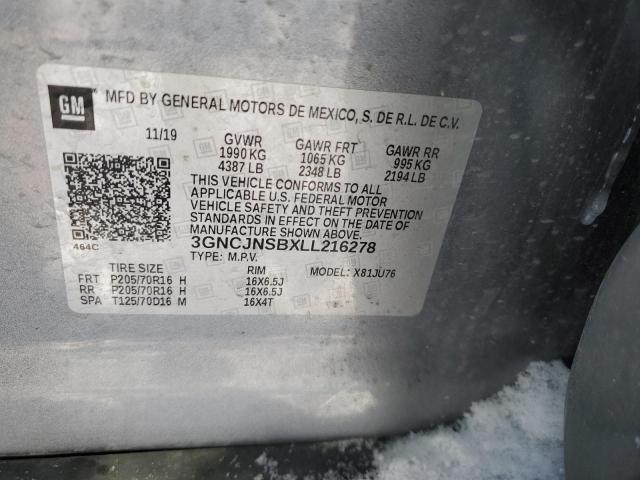 GM MFD BY GENERAL MOTORS DE MEXICO, S. DE R.L. DE C.V.
11/19 GVWR GAWR FRT GAWR RR
1990 KG 1065 KG 995 KG
4387 LB 2348 LB 2194 LB
THIS VEHICLE CONFORMS TO ALL
APPLICABLE U.S. FEDERAL MOTOR
VEHICLE SAFETY AND THEFT PREVENTION
STANDARDS IN EFFECT ON THE DATE OF
MANUFACTURE SHOWN ABOVE.
464C 3GNCJNSBXLL216278
TYPE: M.P.V.
TIRE SIZE RIM MODEL: X81JU76
FRT P205/70R16 H 16X6.5J
RR P205/70R16 H 16X6.5J
SPA T125/70D16 M 16X4T